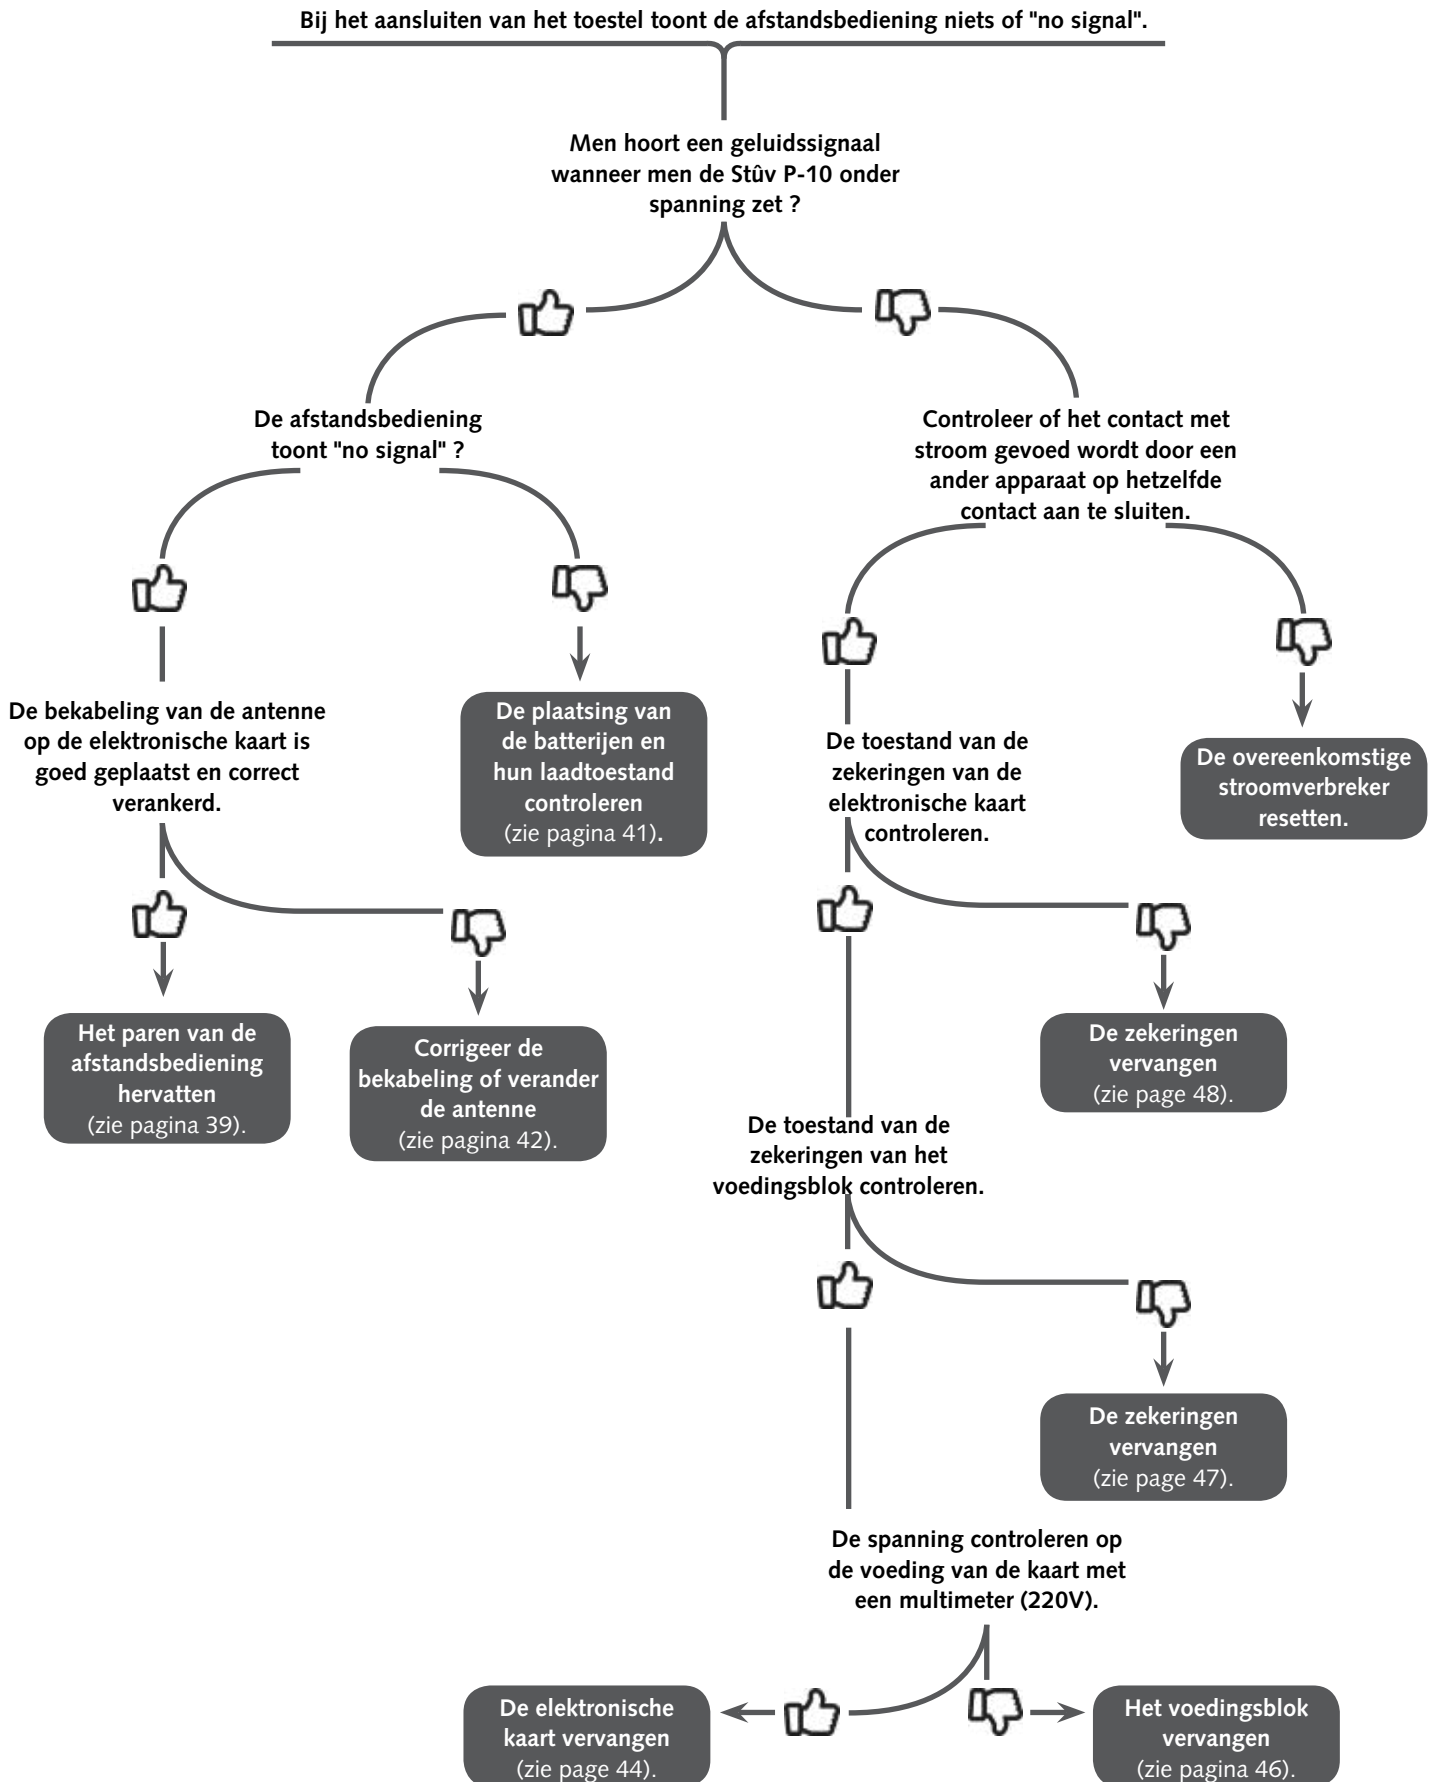 Bij het aansluiten van het toestel toont de afstandsbediening niets of "no signal".
Men hoort een geluidssignaal
wanneer men de Stûv P-10 onder
spanning zet ?
De afstandsbediening
toont "no signal" ?
Controleer of het contact met
stroom gevoed wordt door een
ander apparaat op hetzelfde
contact aan te sluiten.
De bekabeling van de antenne
op de elektronische kaart is
goed geplaatst en correct
verankerd.
De plaatsing van
de batterijen en
hun laadtoestand
controleren
(zie pagina 41).
De toestand van de
zekeringen van de
elektronische kaart
controleren.
De overeenkomstige
stroomverbreker
resetten.
Het paren van de
afstandsbediening
hervatten
(zie pagina 39).
Corrigeer de
bekabeling of verander
de antenne
(zie pagina 42).
De zekeringen
vervangen
(zie page 48).
De toestand van de
zekeringen van het
voedingsblok controleren.
De zekeringen
vervangen
(zie page 47).
De spanning controleren op
de voeding van de kaart met
een multimeter (220V).
De elektronische
kaart vervangen
(zie page 44).
Het voedingsblok
vervangen
(zie pagina 46).